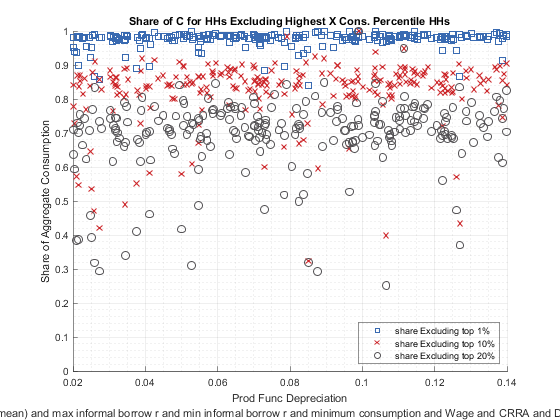 Share of C for HHs Excluding Highest X Cons. Percentile HHs
Share of Aggregate Consumption
1
0.9
0.8
0.7
0.6
0.5
0.4
0.3
0.2
0.1
0
0.02
0.04
0.06
0.08
0.1
0.12
0.14
Prod Func Depreciation
share Excluding top 1%
share Excluding top 10%
share Excluding top 20%
mean) and max informal borrow r and min informal borrow r and minimum consumption and Wage and CRRA and